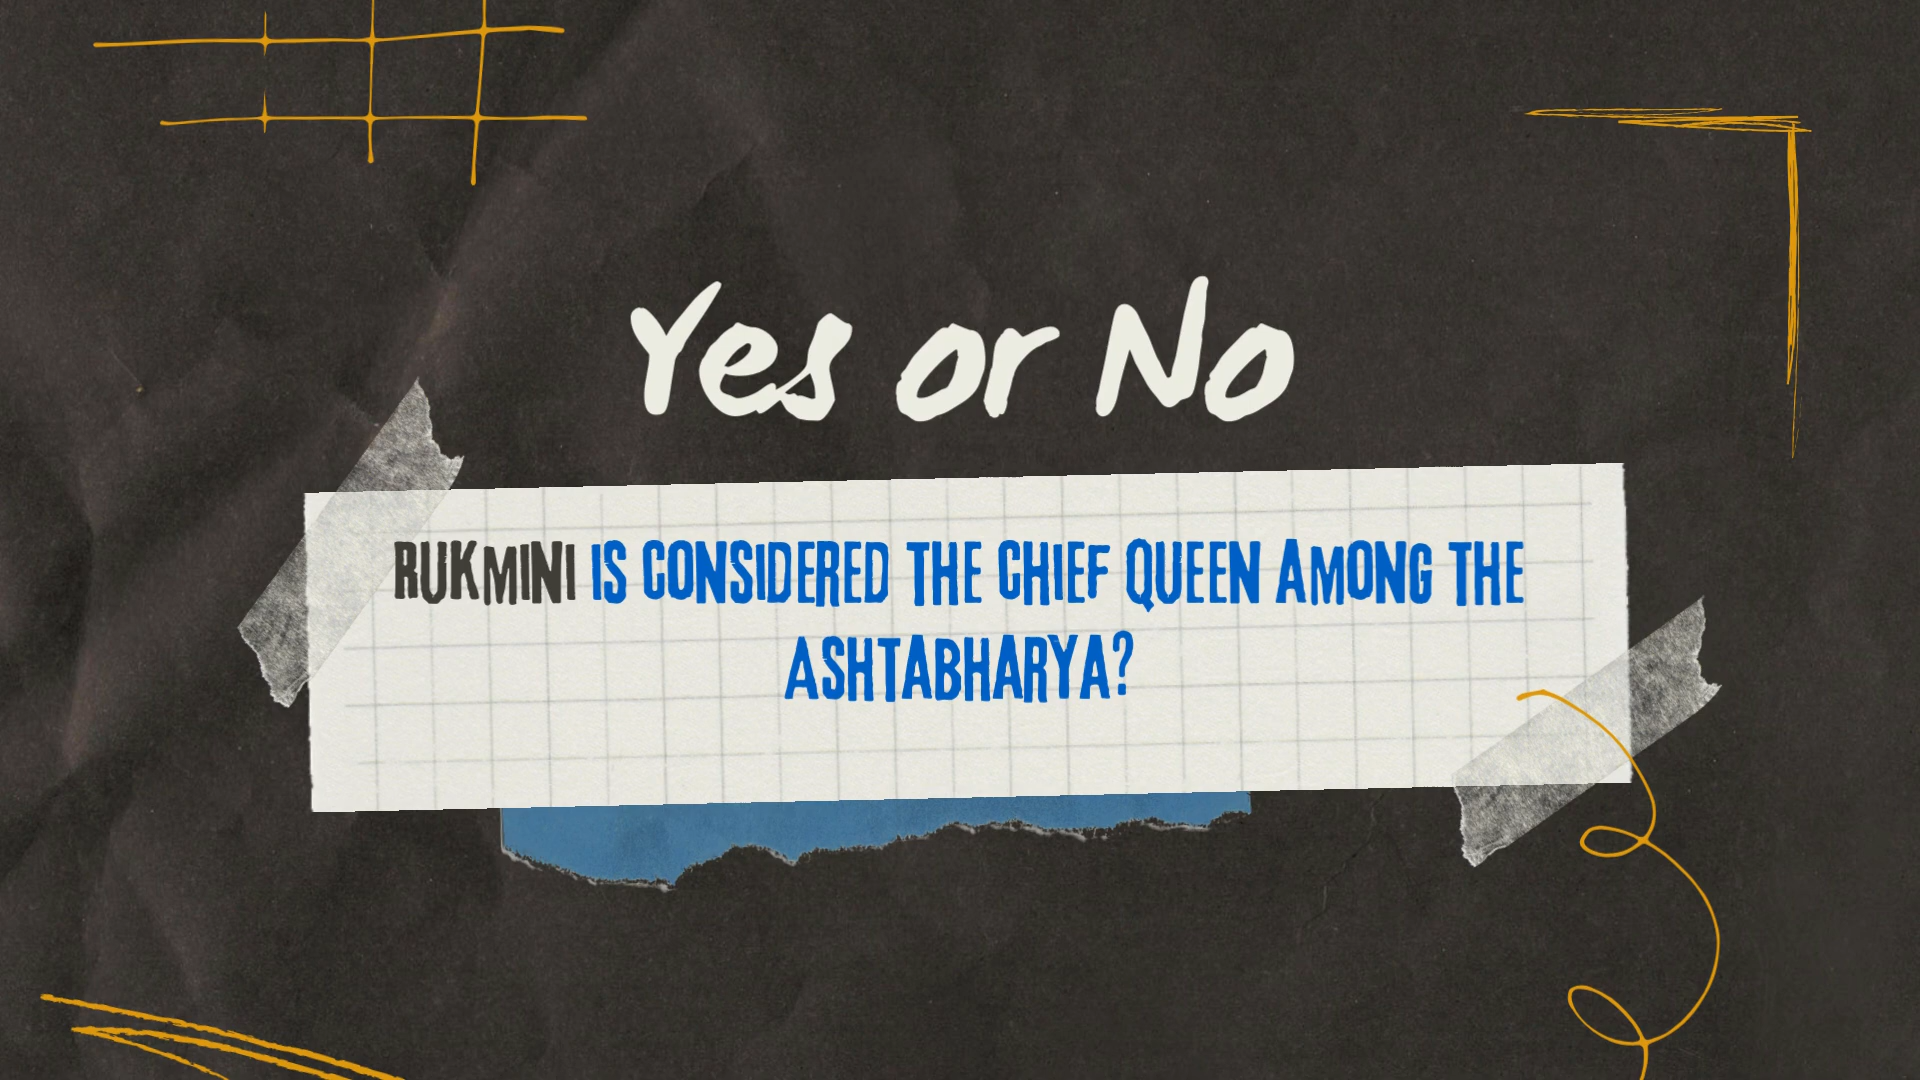 Yes or No
RUKMINI IS CONSIDERED THE CHIEF QUEEN AMONG THE
ASHTABHARYA?